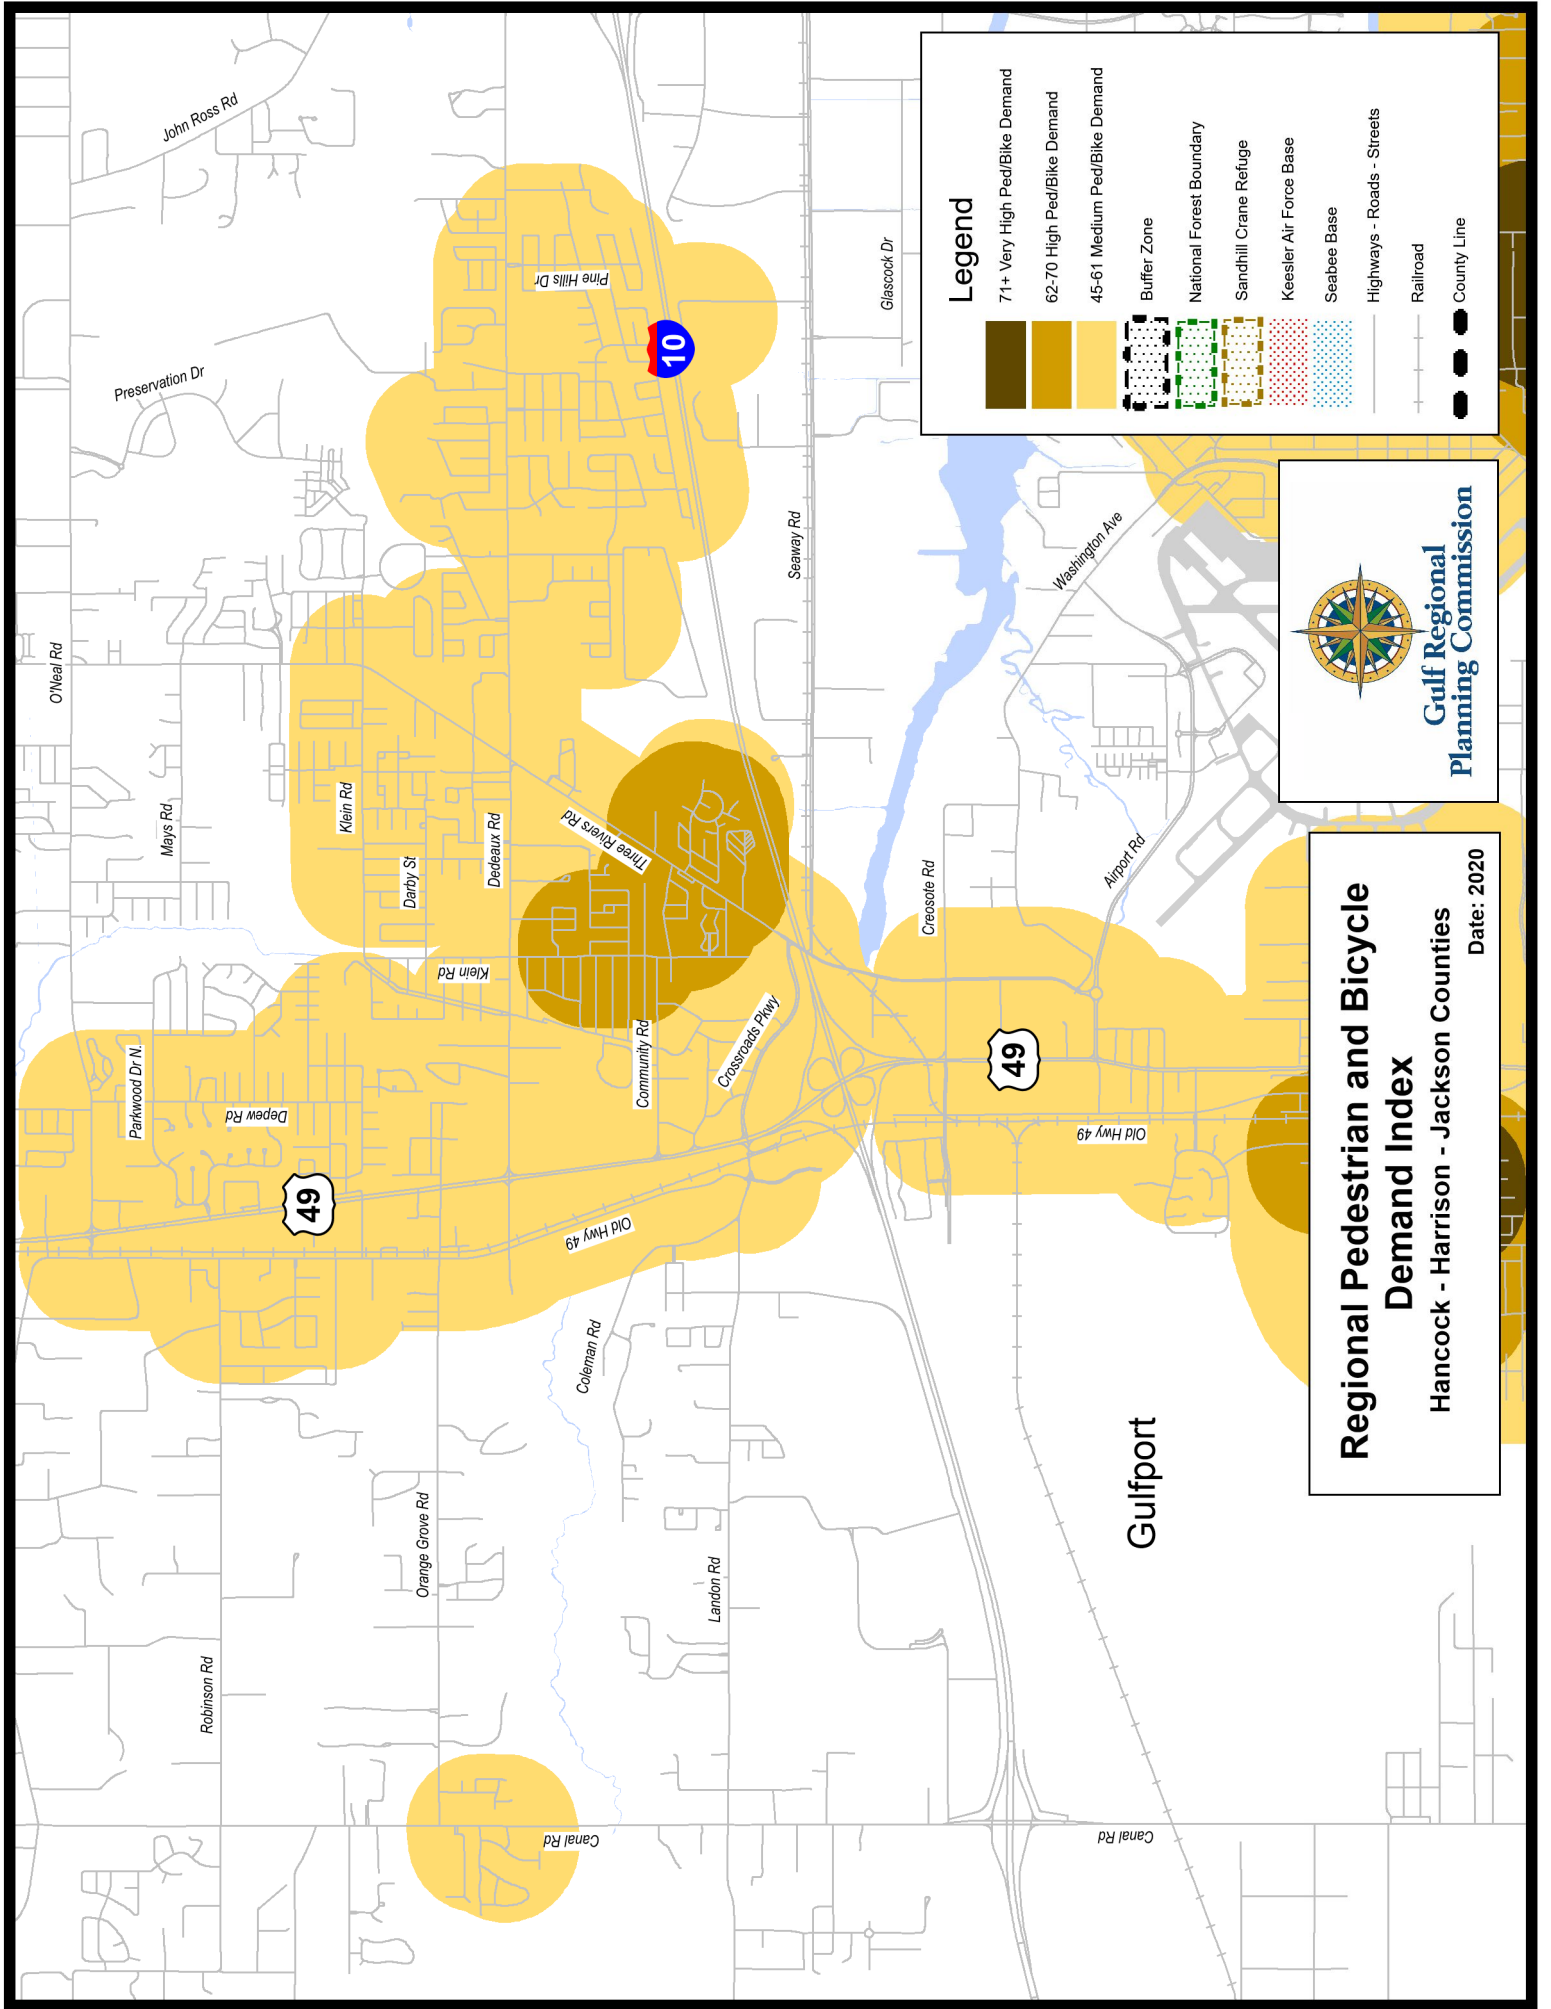 O'Neal Rd
John Ross Rd
Preservation Dr
Mays Rd
Parkwood Dr N.
Depew Rd
Robinson Rd
49
Klein Rd
Darby St
Klein Rd
Dedeaux Rd
Pine Hills Dr
10
Three Rivers Rd
Community Rd
Crossroads Pkwy
Old Hwy 49
Coleman Rd
Orange Grove Rd
Landon Rd
Canal Rd
Canal Rd
Seaway Rd
Glascock Dr
Creosote Rd
Washington Ave
Airport Rd
49
Old Hwy 49
Gulfport
Legend
71+ Very High Ped/Bike Demand
62-70 High Ped/Bike Demand
45-61 Medium Ped/Bike Demand
Buffer Zone
National Forest Boundary
Sandhill Crane Refuge
Keesler Air Force Base
Seabee Base
Highways - Roads - Streets
Railroad
County Line
Gulf Regional
Planning Commission
Regional Pedestrian and Bicycle
Demand Index
Hancock - Harrison - Jackson Counties
Date: 2020